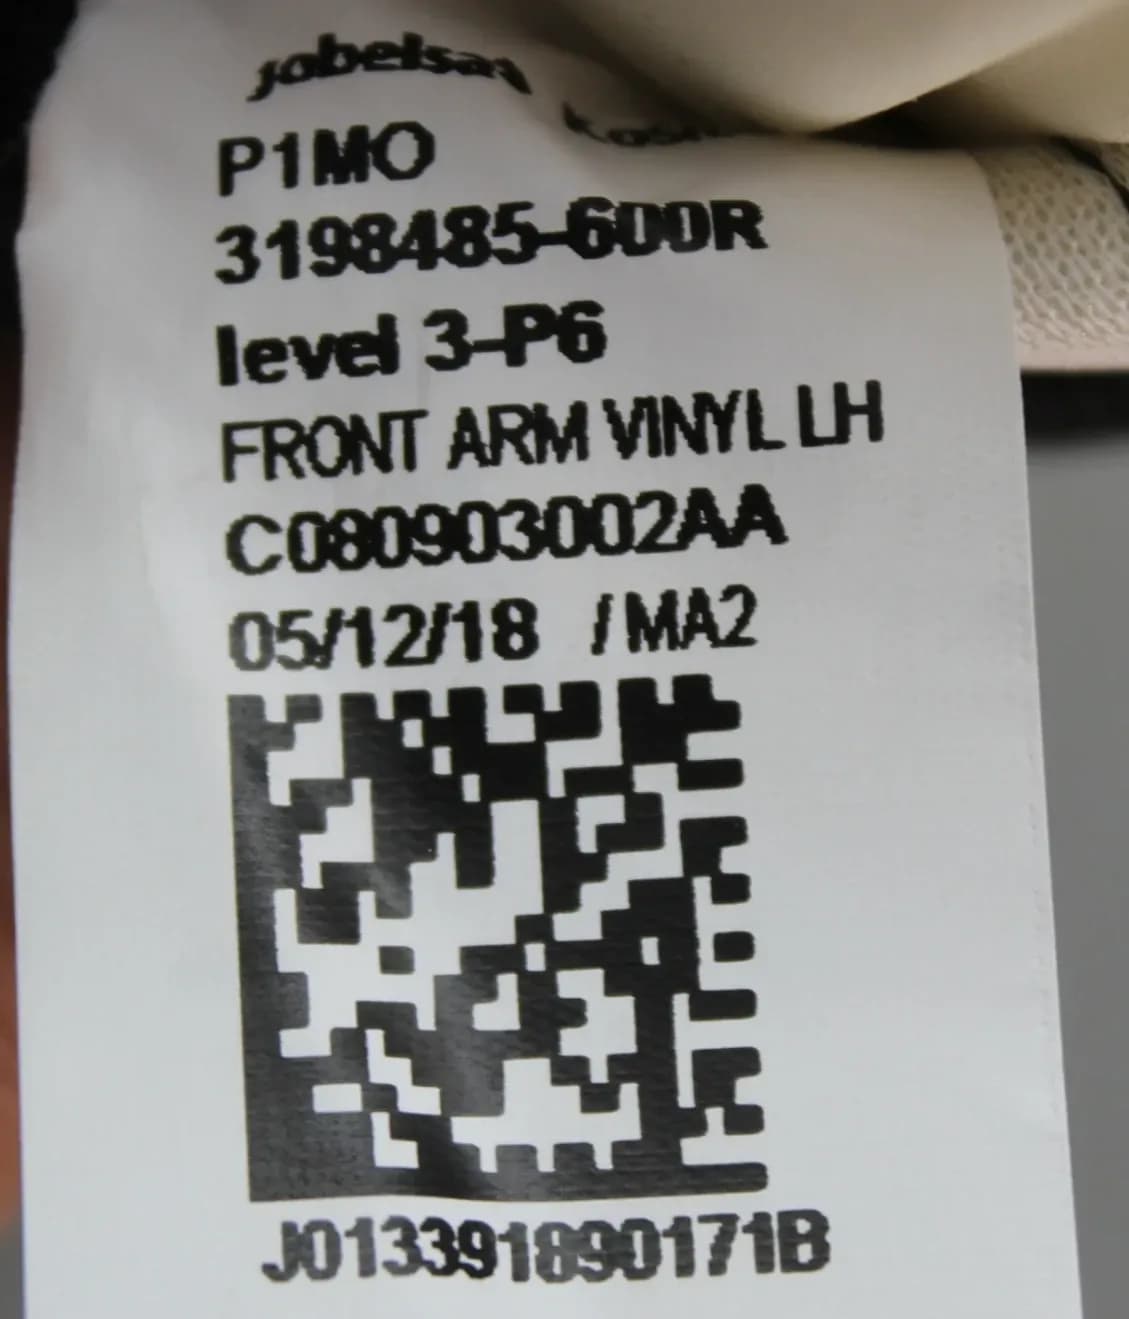 jobelsa
P1MO
3198485-600R
level 3-P6
FRONT ARM VINYL LH
C080903002AA
05/12/18 /MA2
J013391890171B